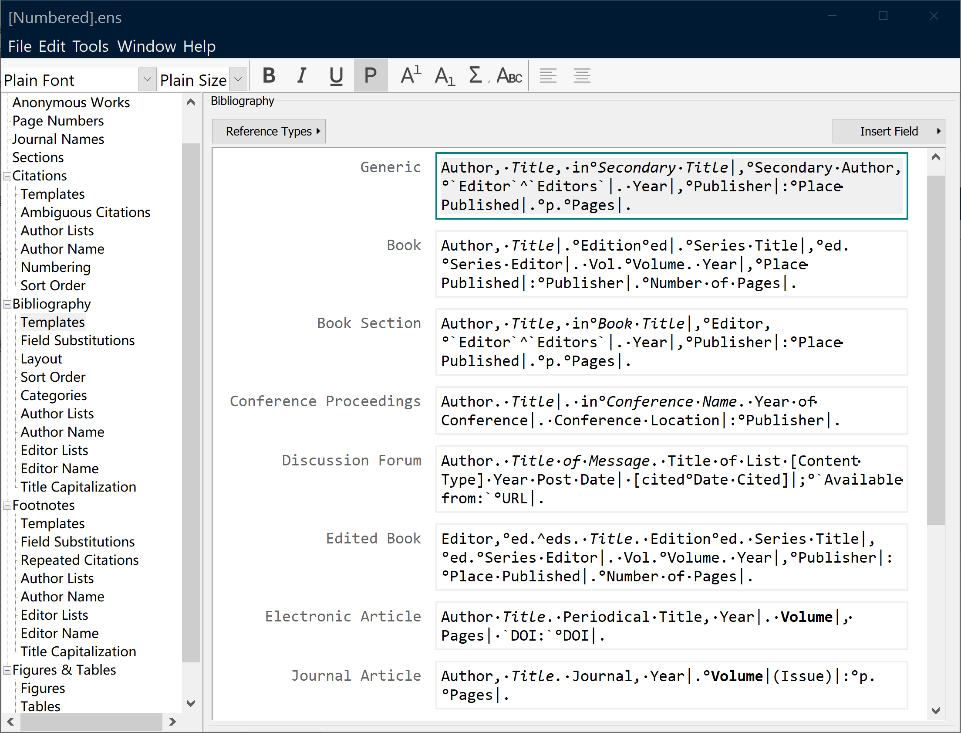 [Numbered].ens
File Edit Tools Window Help
Plain Font Plain Size B I U P A1 A1 Σ ABC
Anonymous Works
Page Numbers
Journal Names
Sections
Citations
Templates
Ambiguous Citations
Author Lists
Author Name
Numbering
Sort Order
Bibliography
Templates
Field Substitutions
Layout
Sort Order
Categories
Author Lists
Author Name
Editor Lists
Editor Name
Title Capitalization
Footnotes
Templates
Field Substitutions
Repeated Citations
Author Lists
Author Name
Editor Lists
Editor Name
Title Capitalization
Figures & Tables
Figures
Tables
Bibliography
Reference Types
Insert Field
Generic
Author,·Title,·in°Secondary·Title|,°Secondary·Author,
°`Editor`^`Editors`|.·Year|,°Publisher|:°Place·
Published|.°p.°Pages|.
Book
Author,·Title|.°Edition°ed|.°Series·Title|,°ed.
°Series·Editor|.·Vol.°Volume.·Year|,°Place·
Published|:°Publisher|.°Number·of·Pages|.
Book Section
Author,·Title,·in°Book·Title|,°Editor,
°`Editor`^`Editors`|.·Year|,°Publisher|:°Place·
Published|.°p.°Pages|.
Conference Proceedings
Author.·Title|.·in°Conference·Name.·Year·of·
Conference|.·Conference·Location|:°Publisher|.
Discussion Forum
Author.·Title·of·Message.·Title·of·List·[Content·
Type]·Year·Post·Date|·[cited°Date·Cited]|;°`Available·
from:`°URL|.
Edited Book
Editor,°ed.^eds.·Title.·Edition°ed.·Series·Title|,
°ed.°Series·Editor|.·Vol.°Volume.·Year|,°Publisher|:
°Place·Published|.°Number·of·Pages|.
Electronic Article
Author·Title.·Periodical·Title,·Year|.·Volume|,·
Pages|·`DOI:`°DOI|.
Journal Article
Author,·Title.·Journal,·Year|.°Volume|(Issue)|:°p.
°Pages|.